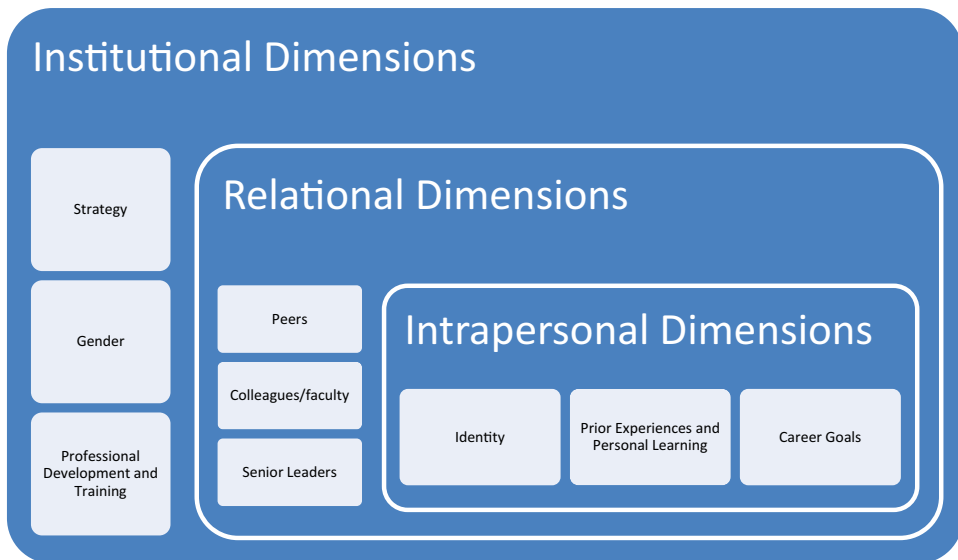 Institutional Dimensions
Strategy
Gender
Professional
Development and
Training
Relational Dimensions
Peers
Colleagues/faculty
Senior Leaders
Intrapersonal Dimensions
Identity
Prior Experiences and
Personal Learning
Career Goals